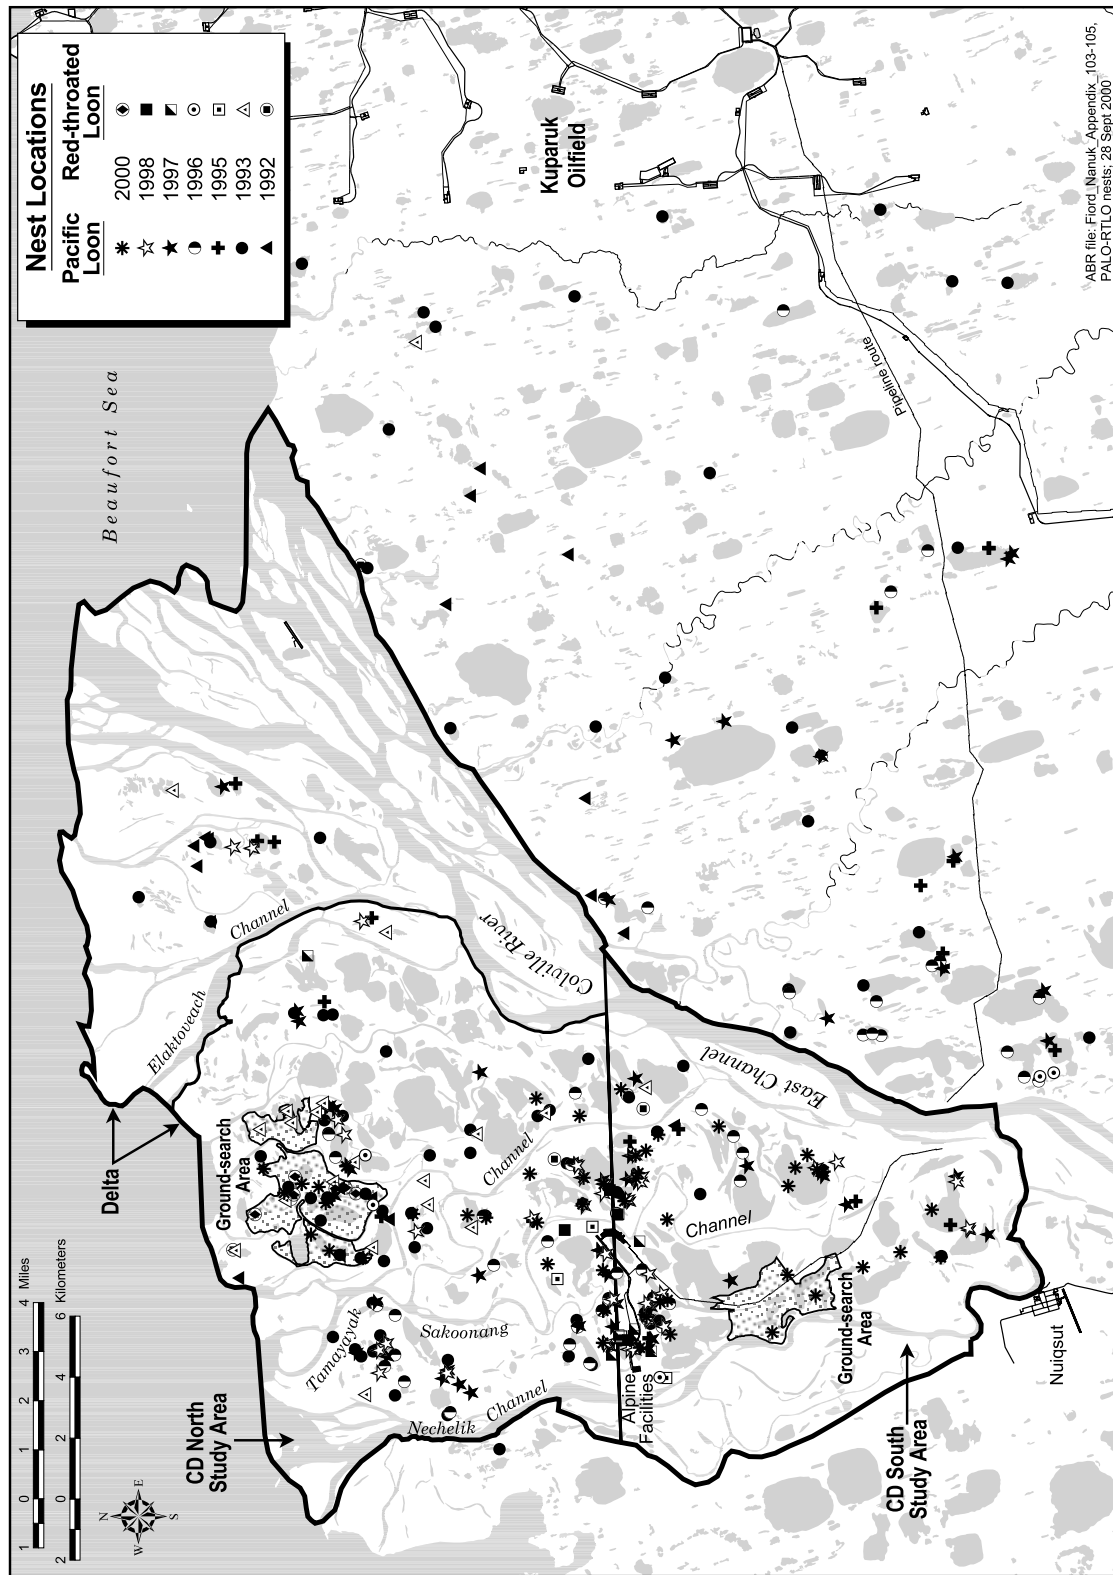 Nest Locations
Pacific Loon
Red-throated Loon
2000
1998
1997
1996
1995
1993
1992
Beaufort Sea
Kuparuk
Oilfield
Pipeline route
Delta
Elaktoveach
Channel
Colville River
East Channel
Ground-search
Area
Tamayayak
Channel
Sakoonang
Channel
Nechelik
Channel
CD North
Study Area
Alpine
Facilities
Ground-search
Area
CD South
Study Area
Nuiqsut
1 0 1 2 3 4 Miles
2 0 2 4 6 Kilometers
N
E
S
W
ABR file: Fiord_Nanuk_Appendix_103-105,
PALO-RTLO nests; 28 Sept 2000